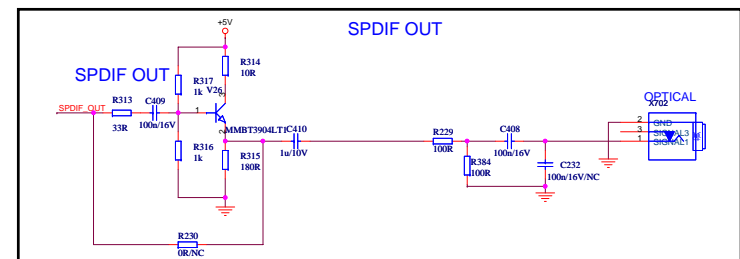 SPDIF OUT
+5V
R314
10R
SPDIF OUT
R317
1k
V26
3
OPTICAL
X702
SPDIF_OUT
R313
33R
C409
100n/16V
1
2
MMBT3904LT1
C410
1u/10V
R316
1k
R315
180R
R229
100R
C408
100n/16V
R384
100R
C232
100n/16V/NC
2
GND
3
SIGNAL3
1
SIGNAL1
R230
0R/NC